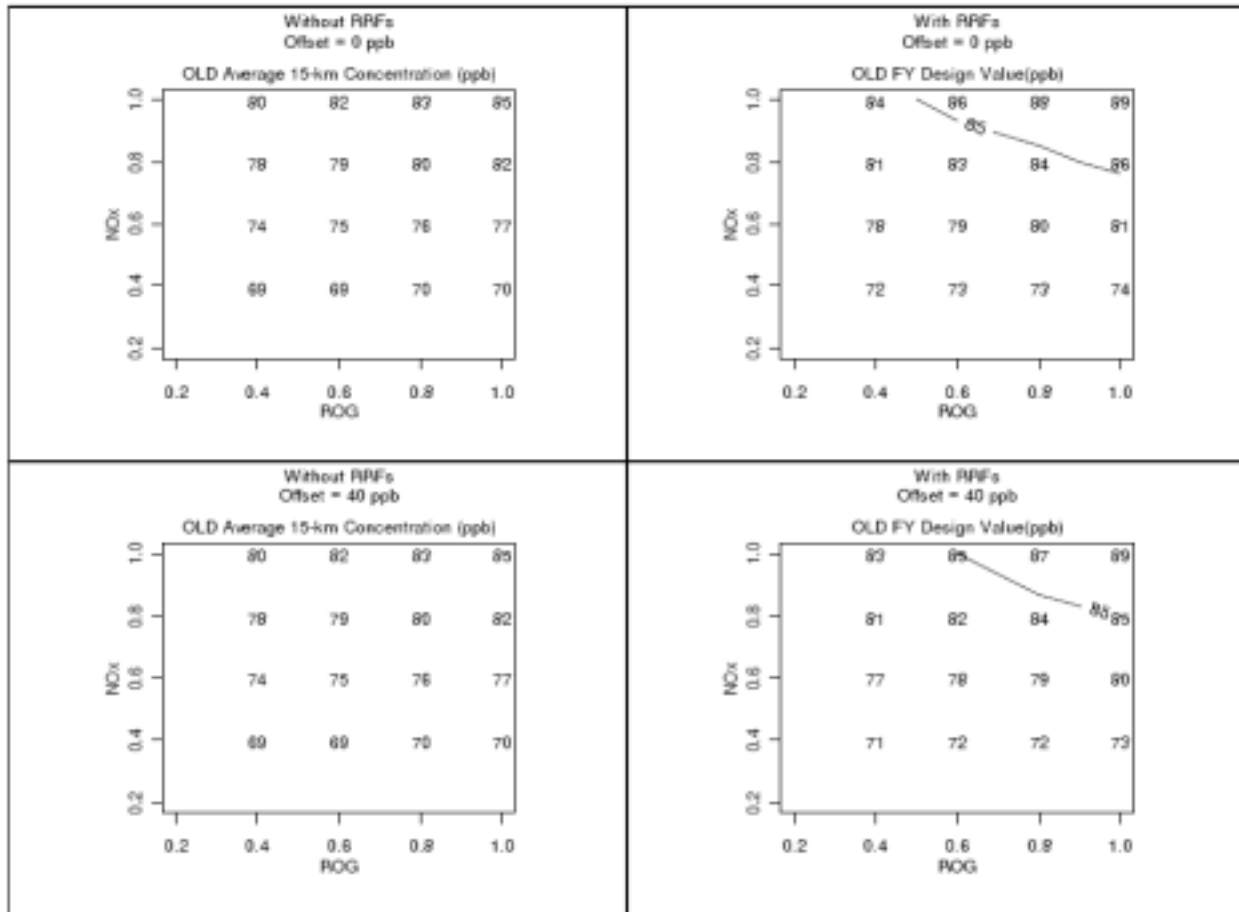 Without RRFs
Offset = 0 ppb
OLD Average 15-km Concentration (ppb)
1.0 80 82 83 85
0.8 78 79 80 82
0.6 74 75 76 77
0.4 69 69 70 70
0.2
NOx
0.2 0.4 0.6 0.8 1.0
ROG
With RRFs
Offset = 0 ppb
OLD FY Design Value(ppb)
1.0 84 86 88 89
85
0.8 81 83 84 86
0.6 78 79 80 81
0.4 72 73 73 74
0.2
NOx
0.2 0.4 0.6 0.8 1.0
ROG
Without RRFs
Offset = 40 ppb
OLD Average 15-km Concentration (ppb)
1.0 80 82 83 85
0.8 78 79 80 82
0.6 74 75 76 77
0.4 69 69 70 70
0.2
NOx
0.2 0.4 0.6 0.8 1.0
ROG
With RRFs
Offset = 40 ppb
OLD FY Design Value(ppb)
1.0 83 85 87 89
85
0.8 81 82 84 85
0.6 77 78 79 80
0.4 71 72 72 73
0.2
NOx
0.2 0.4 0.6 0.8 1.0
ROG